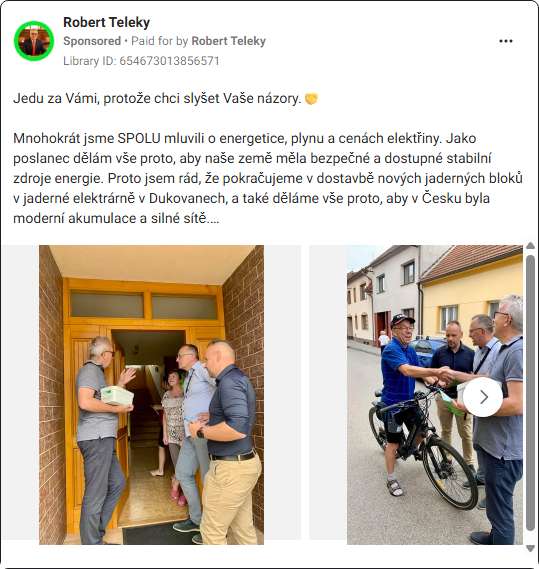 Robert Teleky
Sponsored • Paid for by Robert Teleky
Library ID: 654673013856571
Jedu za Vámi, protože chci slyšet Vaše názory. 🤝
Mnohokrát jsme SPOLU mluvili o energetice, plynu a cenách elektřiny. Jako
poslanec dělám vše proto, aby naše země měla bezpečné a dostupné stabilní
zdroje energie. Proto jsem rád, že pokračujeme v dostavbě nových jaderných bloků
v jaderné elektrárně v Dukovanech, a také děláme vše proto, aby v Česku byla
moderní akumulace a silné sítě....